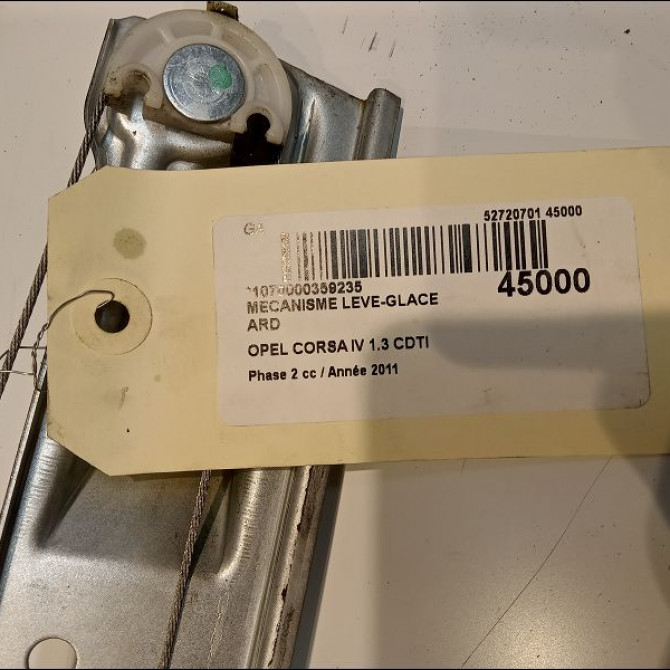 52720701 45000
GA
*1070000359235
45000
MECANISME LEVE-GLACE
ARD
OPEL CORSA IV 1.3 CDTI
Phase 2 cc / Année 2011